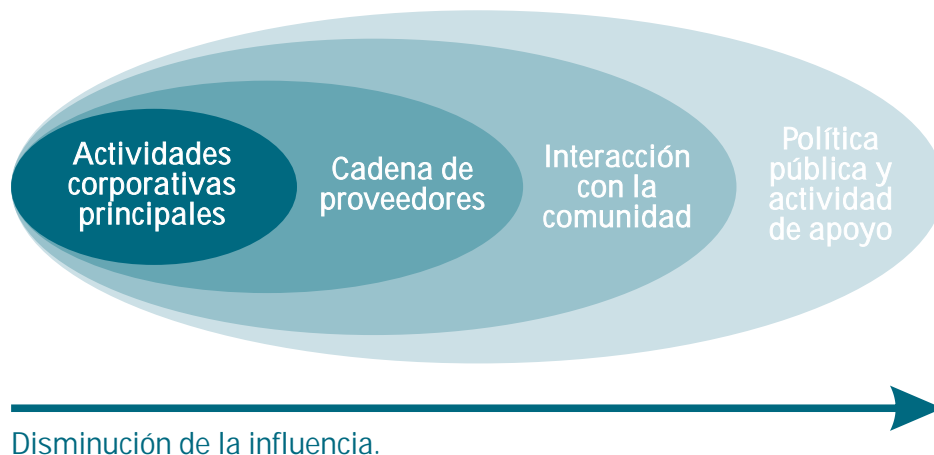 Actividades
corporativas
principales
Cadena de
proveedores
Interacción
con la
comunidad
Política
pública y
actividad
de apoyo
Disminución de la influencia.